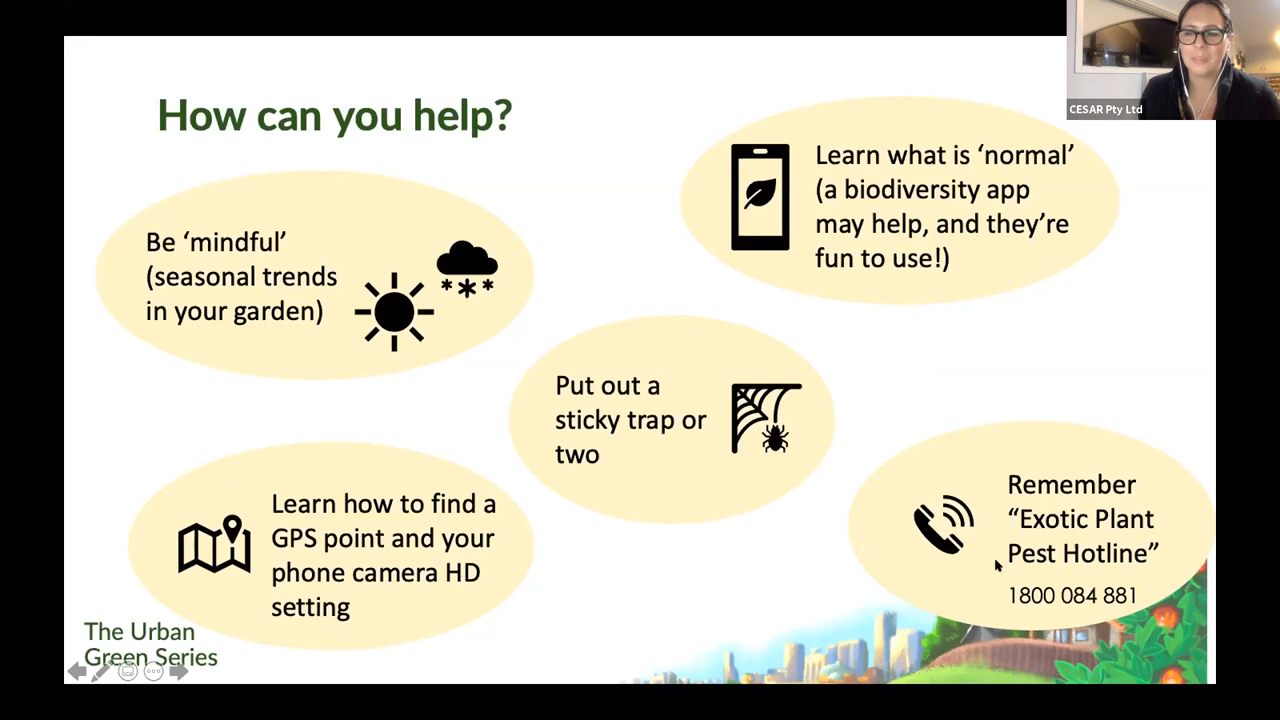 How can you help?
CESAR Pty Ltd
Be ‘mindful’
(seasonal trends
in your garden)
Learn what is ‘normal’
(a biodiversity app
may help, and they’re
fun to use!)
Put out a
sticky trap or
two
Learn how to find a
GPS point and your
phone camera HD
setting
Remember
“Exotic Plant
Pest Hotline”
1800 084 881
The Urban
Green Series